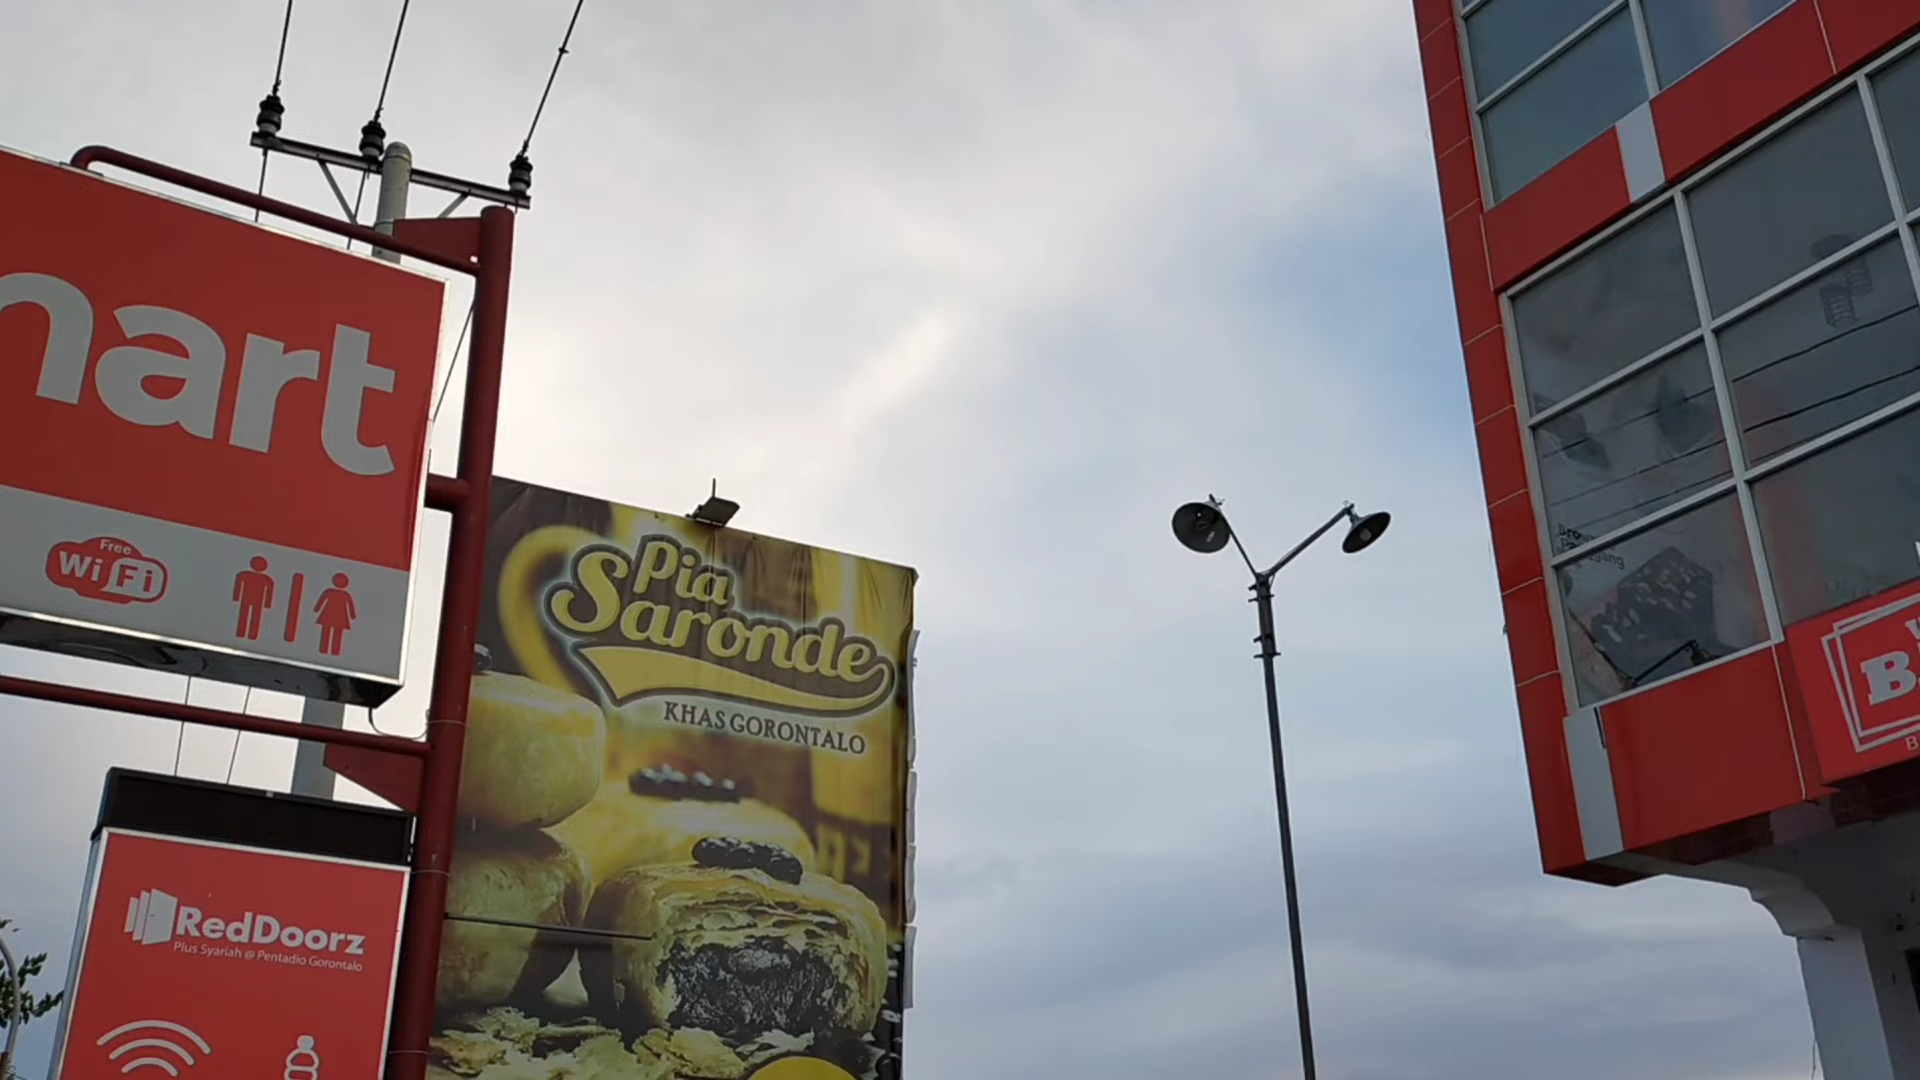 mart
Free
WiFi
Pia
Saronde
KHAS GORONTALO
RedDoorz
Plus Syariah @ Pentadio Gorontalo